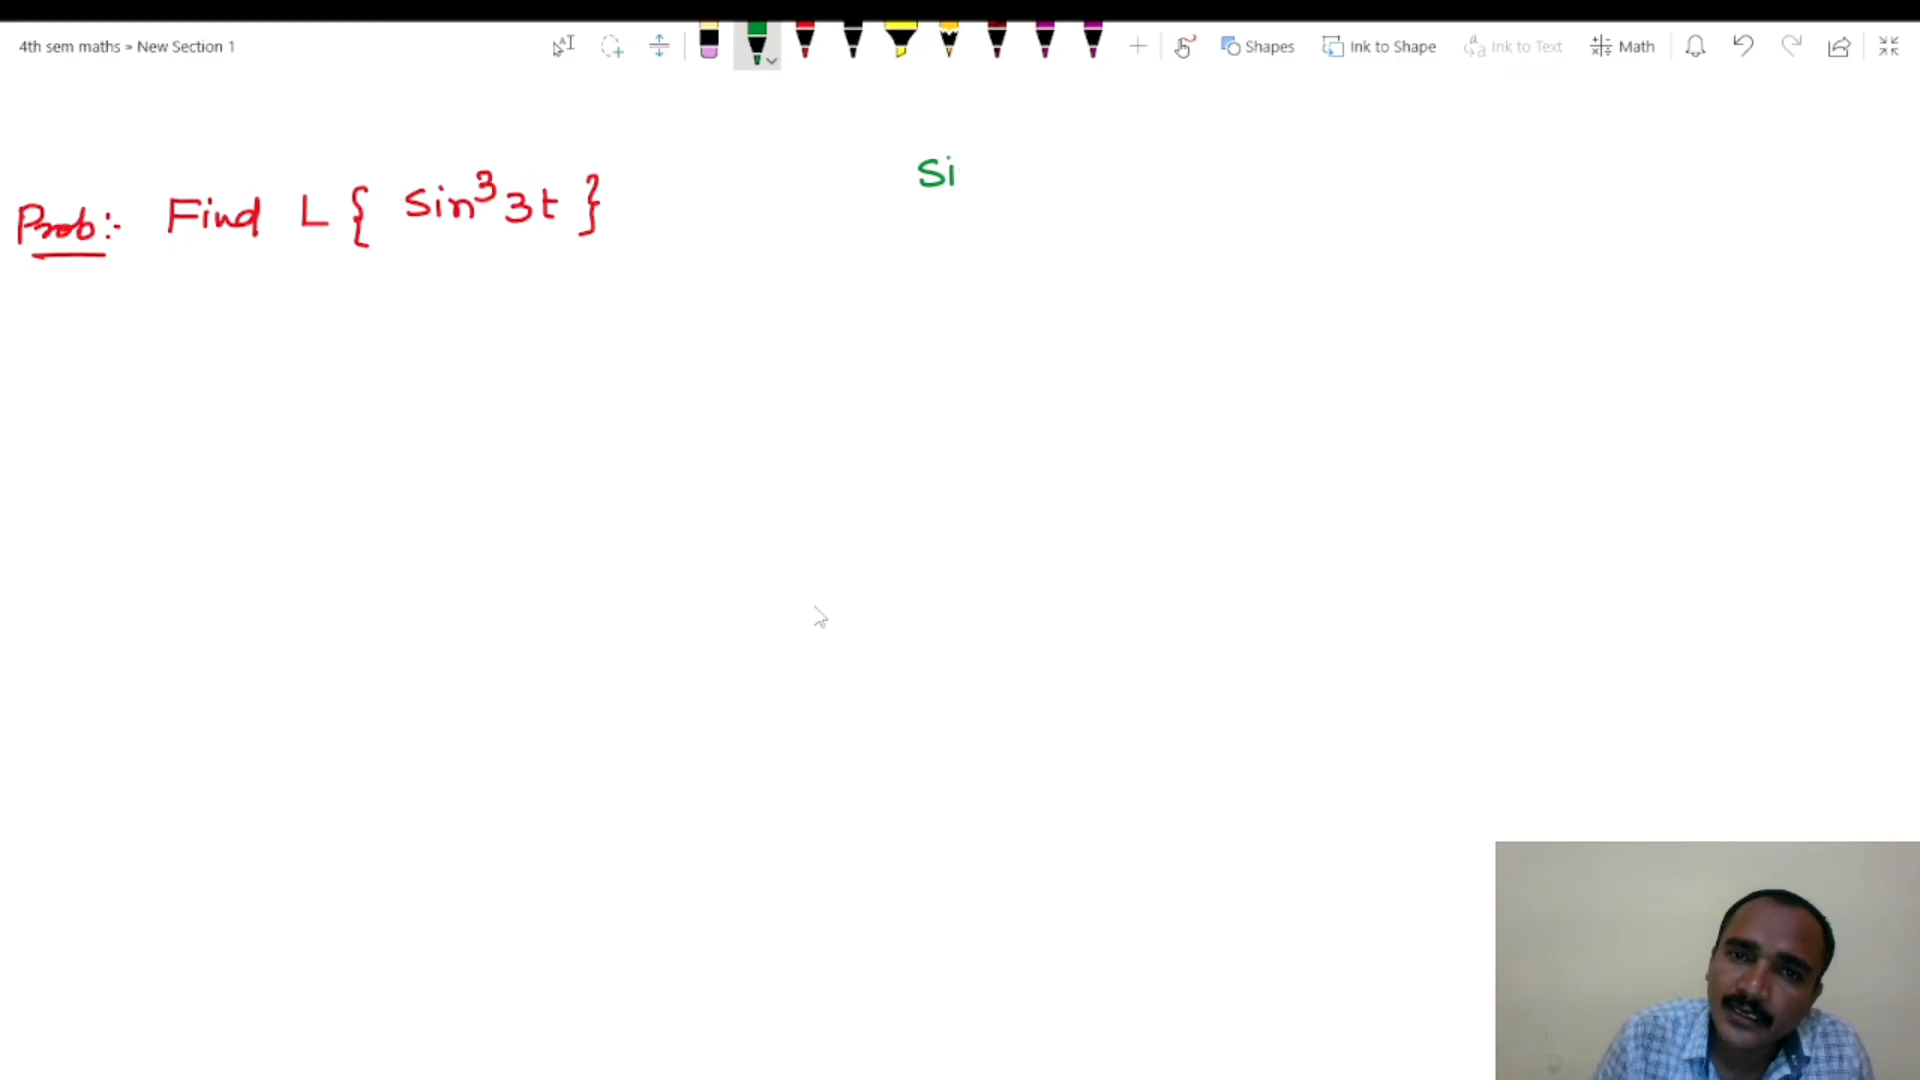 4th sem maths » New Section 1
Shapes
Ink to Shape
Ink to Text
Math
Si
Prob:- Find L { Sin³3t }